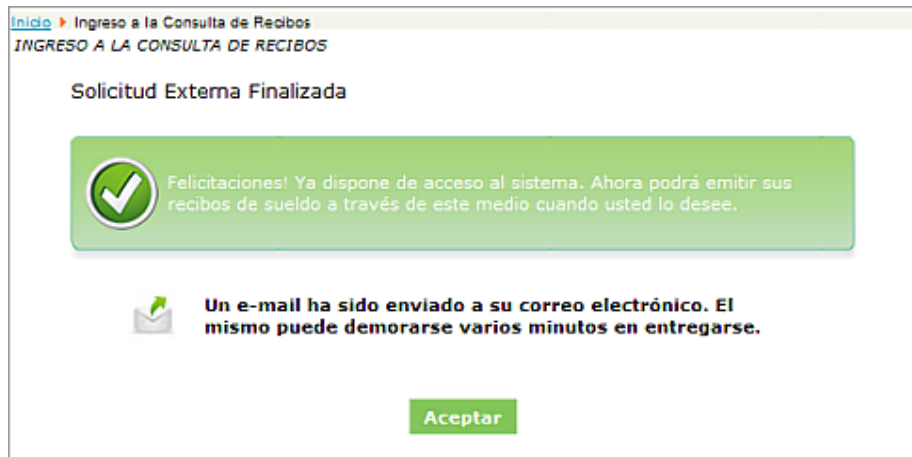 Inicio Ingreso a la Consulta de Recibos
INGRESO A LA CONSULTA DE RECIBOS
Solicitud Externa Finalizada
Felicitaciones! Ya dispone de acceso al sistema. Ahora podrá emitir sus
recibos de sueldo a través de este medio cuando usted lo desee.
Un e-mail ha sido enviado a su correo electrónico. El
mismo puede demorarse varios minutos en entregarse.
Aceptar